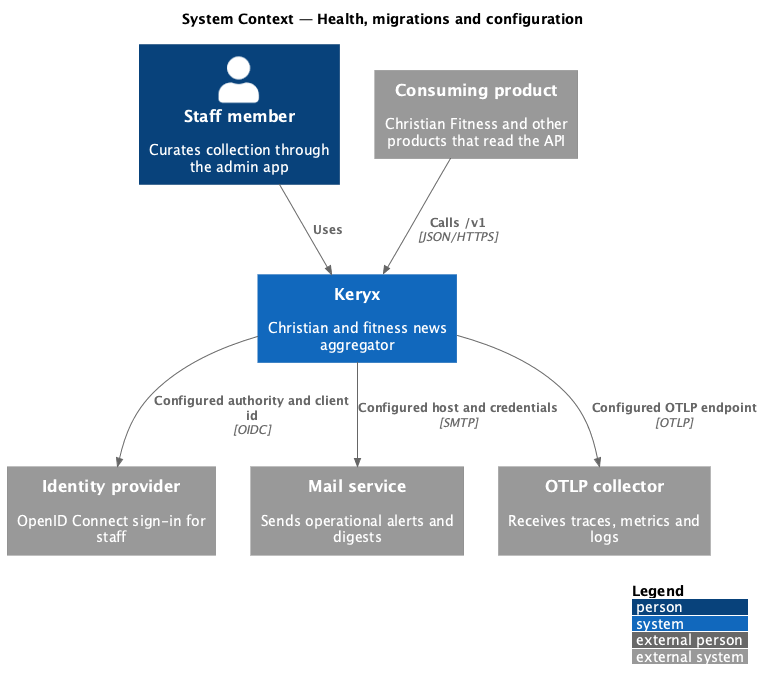 System Context — Health, migrations and configuration
Staff member
Curates collection through
the admin app
Consuming product
Christian Fitness and other
products that read the API
Uses
Calls /v1
[JSON/HTTPS]
Keryx
Christian and fitness news
aggregator
Configured authority and client
id
[OIDC]
Configured host and credentials
[SMTP]
Configured OTLP endpoint
[OTLP]
Identity provider
OpenID Connect sign-in for
staff
Mail service
Sends operational alerts and
digests
OTLP collector
Receives traces, metrics and
logs
Legend
person
system
external person
external system